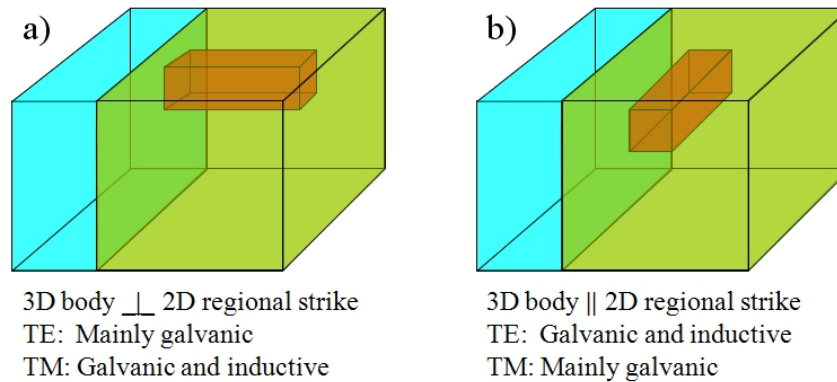 a)
b)
3D body _|_ 2D regional strike
TE: Mainly galvanic
TM: Galvanic and inductive
3D body || 2D regional strike
TE: Galvanic and inductive
TM: Mainly galvanic